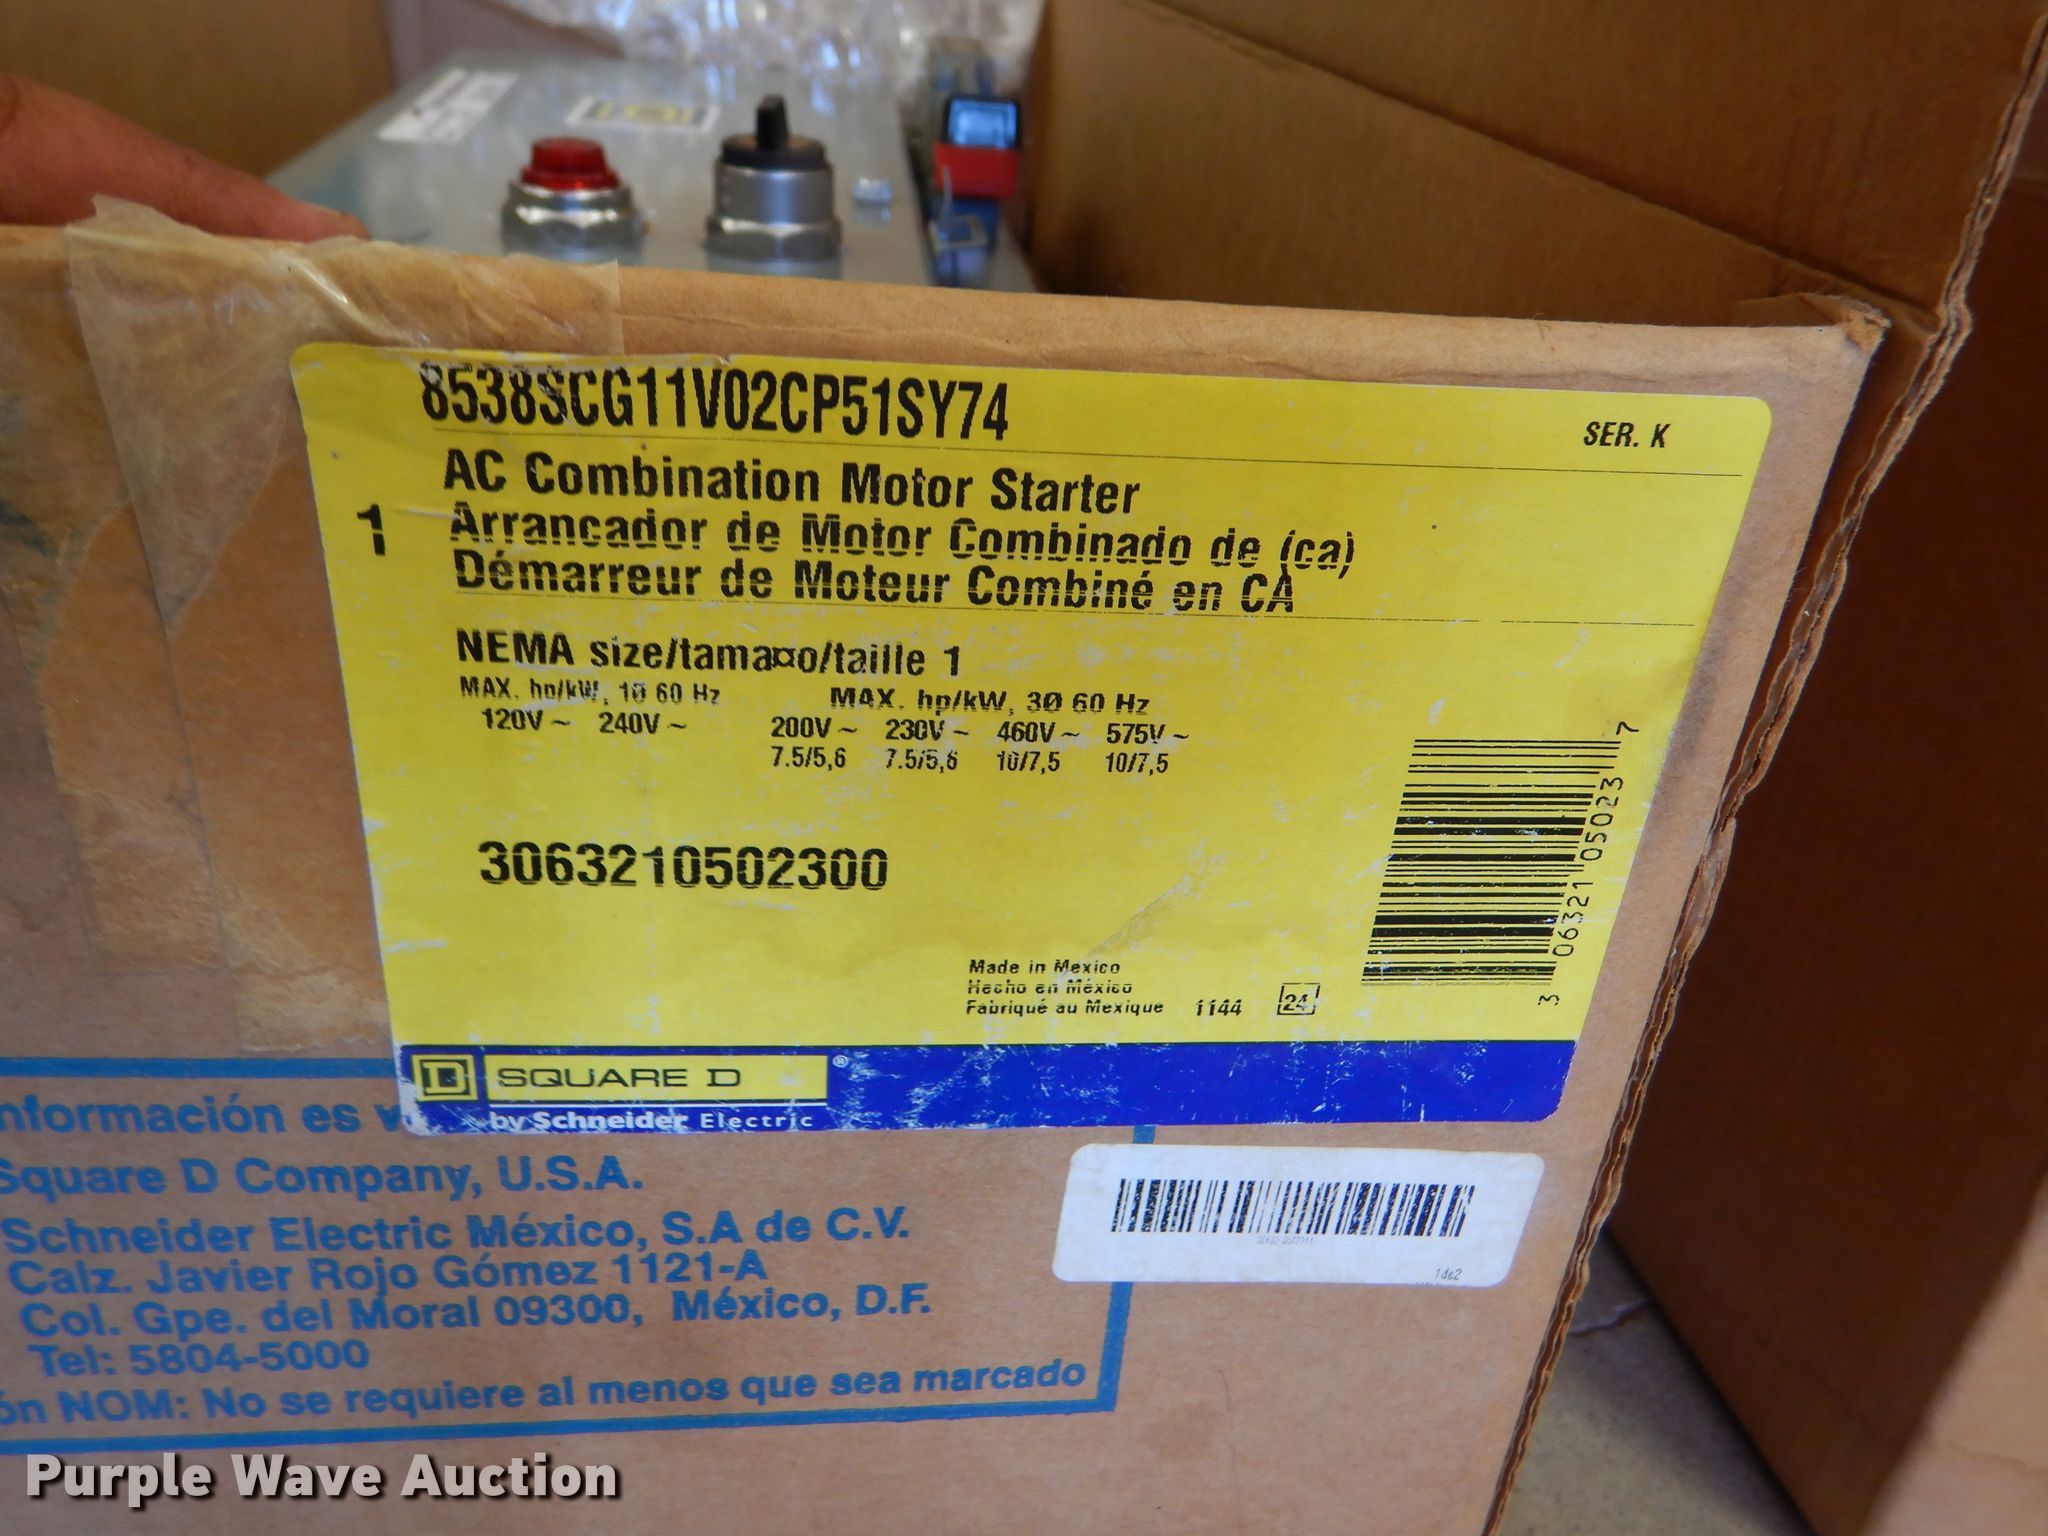 8538SCG11V02CP51SY74
SER. K
AC Combination Motor Starter
1
Arrancador de Motor Combinado de (ca)
Démarreur de Moteur Combiné en CA
NEMA size/tama¤o/taille 1
MAX. hp/kW, 1Ø 60 Hz MAX. hp/kW, 3Ø 60 Hz
120V ~ 240V ~ 200V ~ 230V ~ 460V ~ 575V ~
7.5/5,6 7.5/5,6 10/7,5 10/7,5
3063210502300
3 06321 05023 7
Made in Mexico
Hecho en México
Fabriqué au Mexique 1144 24
D SQUARE D ®
by Schneider Electric
nformación es v
Square D Company, U.S.A.
Schneider Electric México, S.A de C.V.
Calz. Javier Rojo Gómez 1121-A
Col. Gpe. del Moral 09300, México, D.F.
Tel: 5804-5000
ón NOM: No se requiere al menos que sea marcado
1de2
Purple Wave Auction